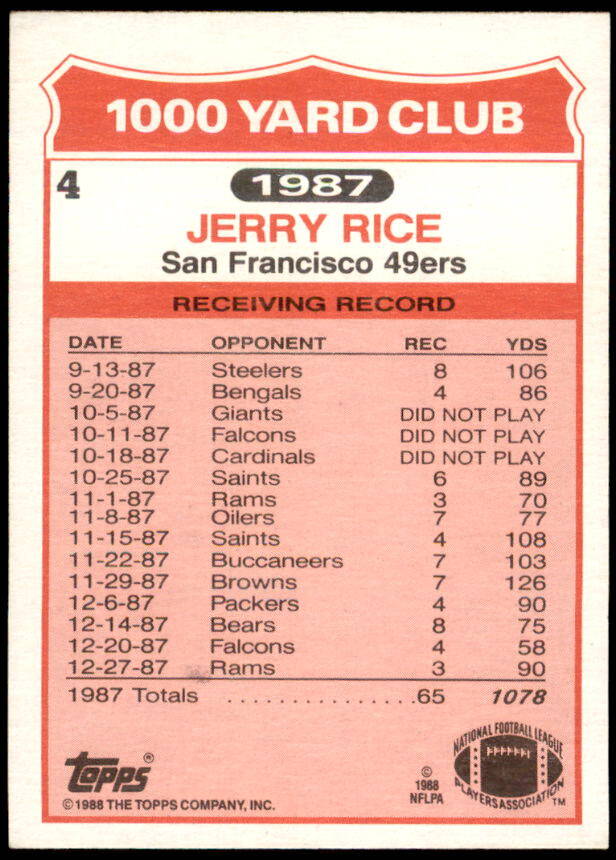 1000 YARD CLUB
4
1987
JERRY RICE
San Francisco 49ers
RECEIVING RECORD
DATE OPPONENT REC YDS
9-13-87 Steelers 8 106
9-20-87 Bengals 4 86
10-5-87 Giants DID NOT PLAY
10-11-87 Falcons DID NOT PLAY
10-18-87 Cardinals DID NOT PLAY
10-25-87 Saints 6 89
11-1-87 Rams 3 70
11-8-87 Oilers 7 77
11-15-87 Saints 4 108
11-22-87 Buccaneers 7 103
11-29-87 Browns 7 126
12-6-87 Packers 4 90
12-14-87 Bears 8 75
12-20-87 Falcons 4 58
12-27-87 Rams 3 90
1987 Totals ..................65 1078
topps®
©1988 THE TOPPS COMPANY, INC.
©
1988
NFLPA
NATIONAL FOOTBALL LEAGUE
PLAYERS ASSOCIATION™